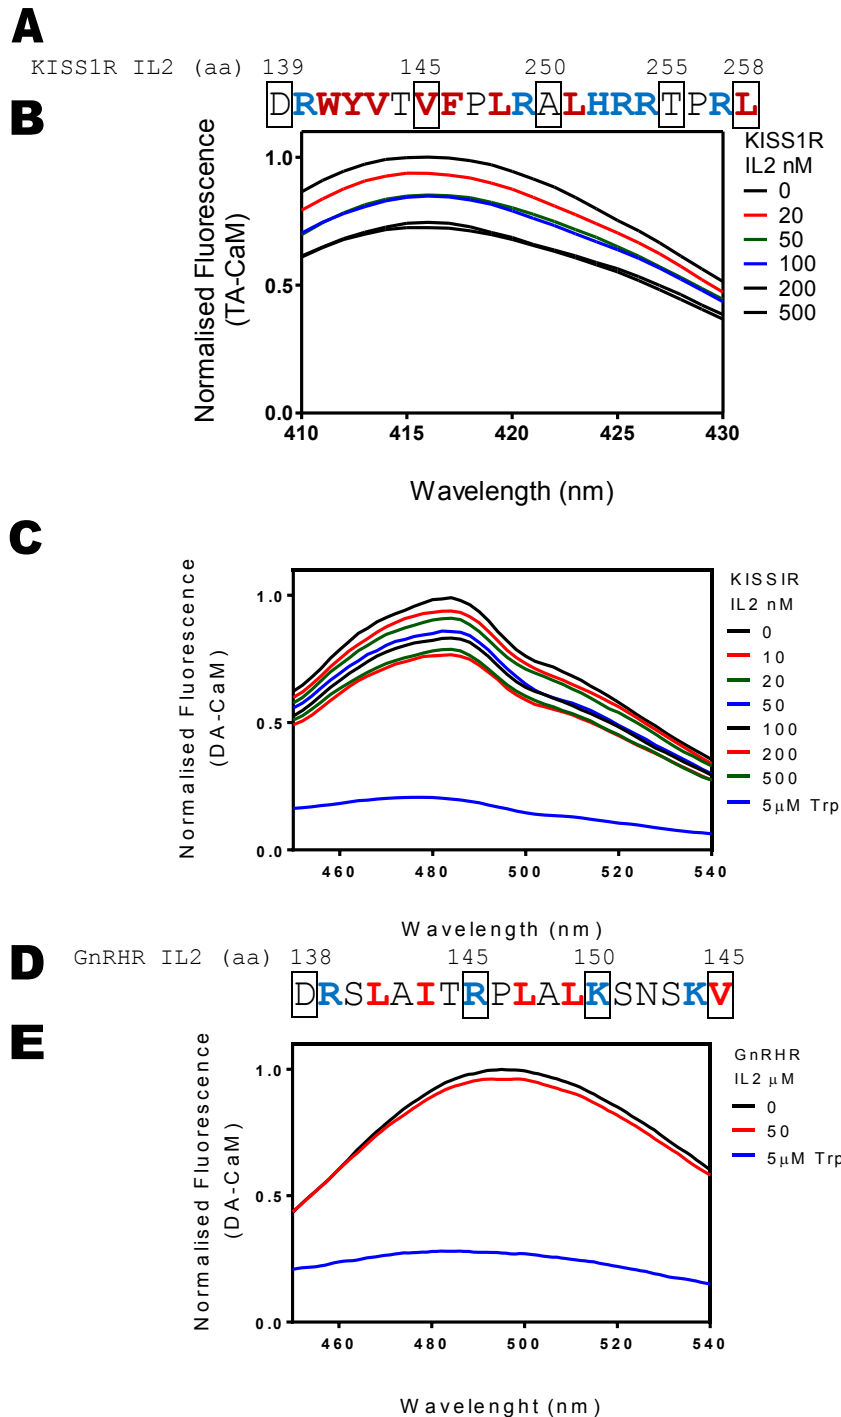 A
KISS1R IL2 (aa) 139 145 250 255 258
DRWYVTVFPLRALHRRTPRL
B
KISS1R
IL2 nM
0
20
50
100
200
500
Normalised Fluorescence
(TA-CaM)
1.0
0.5
0.0
410 415 420 425 430
Wavelength (nm)
C
KISSIR
IL2 nM
0
10
20
50
100
200
500
5µM Trp
Normalised Fluorescence
(DA-CaM)
1.0
0.5
0.0
460 480 500 520 540
Wavelength (nm)
D
GnRHR IL2 (aa) 138 145 150 145
DRSLAITRPLALKSNSKV
E
GnRHR
IL2 µM
0
50
5µM Trp
Normalised Fluorescence
(DA-CaM)
1.0
0.5
0.0
460 480 500 520 540
Wavelenght (nm)